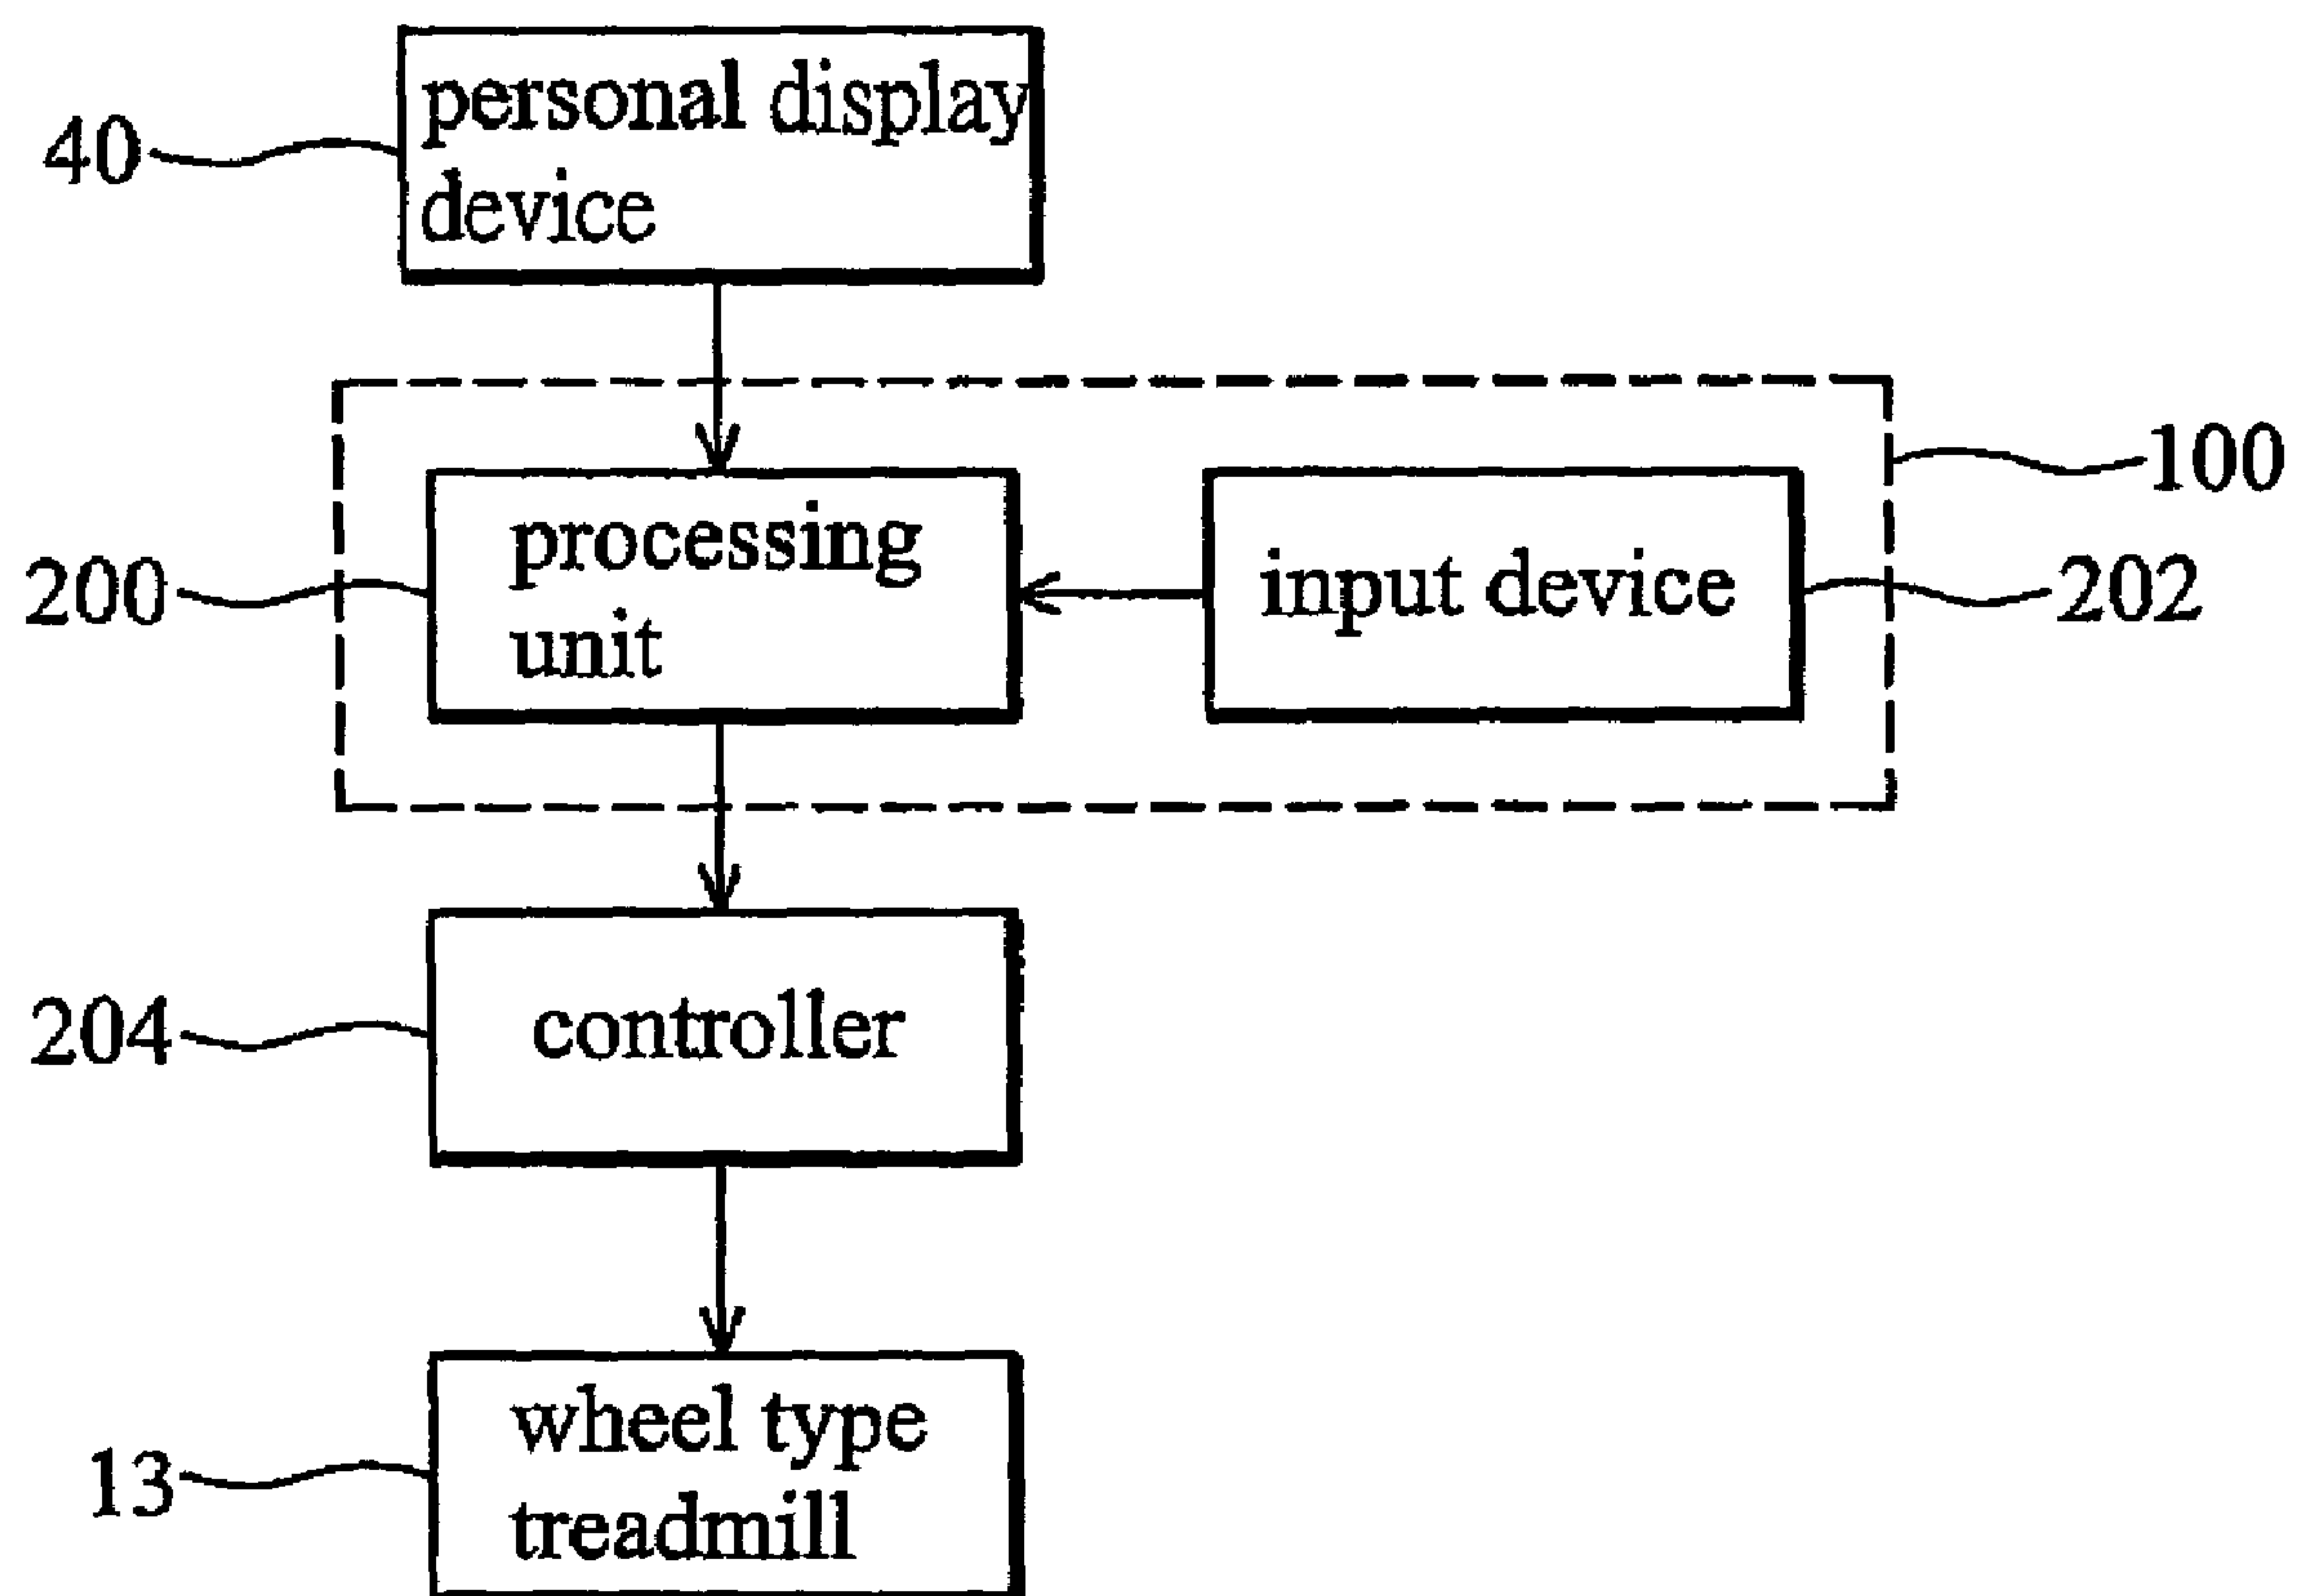 personal display
device
40
100
processing
unit
200
input device
202
controller
204
wheel type
treadmill
13